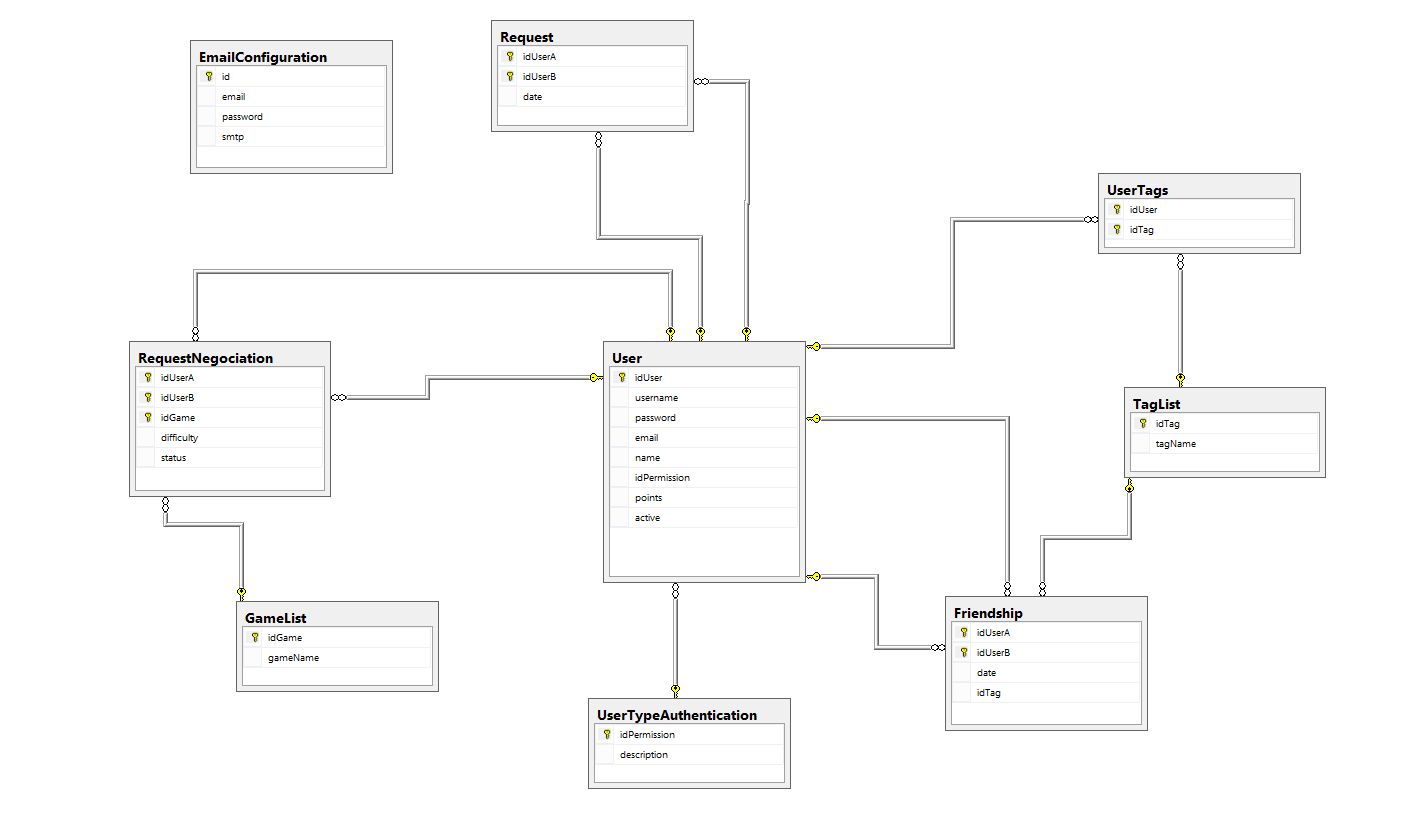 EmailConfiguration
id
email
password
smtp
Request
idUserA
idUserB
date
UserTags
idUser
idTag
RequestNegociation
idUserA
idUserB
idGame
difficulty
status
User
idUser
username
password
email
name
idPermission
points
active
TagList
idTag
tagName
GameList
idGame
gameName
Friendship
idUserA
idUserB
date
idTag
UserTypeAuthentication
idPermission
description